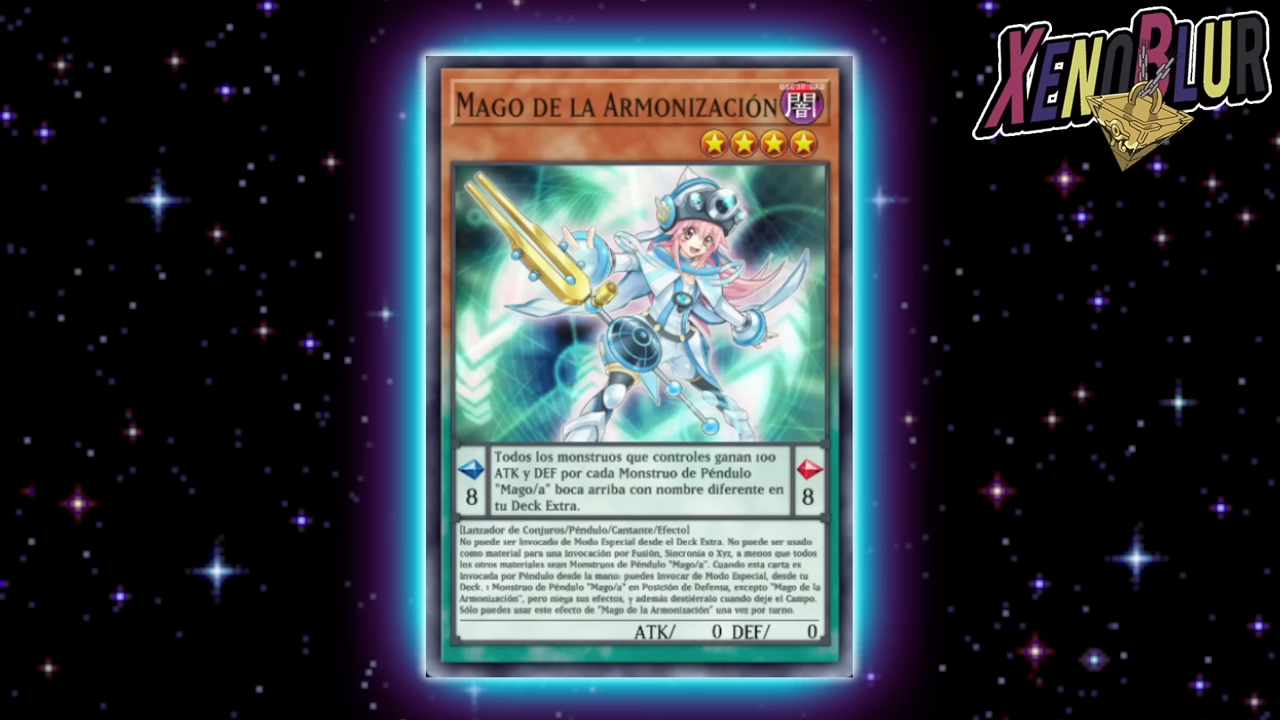 XENOBLUR
MAGO DE LA ARMONIZACIÓN
OSCURIDAD
闇
Todos los monstruos que controles ganan 100
ATK y DEF por cada Monstruo de Péndulo
"Mago/a" boca arriba con nombre diferente en
tu Deck Extra.
8
8
[Lanzador de Conjuros/Péndulo/Cantante/Efecto]
No puede ser Invocado de Modo Especial desde el Deck Extra. No puede ser usado
como material para una Invocación por Fusión, Sincronía o Xyz, a menos que todos
los otros materiales sean Monstruos de Péndulo "Mago/a". Cuando esta carta es
Invocada por Péndulo desde la mano: puedes Invocar de Modo Especial, desde tu
Deck, 1 Monstruo de Péndulo "Mago/a" en Posición de Defensa, excepto "Mago de la
Armonización", pero niega sus efectos, y además destiérralo cuando deje el Campo.
Sólo puedes usar este efecto de "Mago de la Armonización" una vez por turno.
ATK/ 0 DEF/ 0